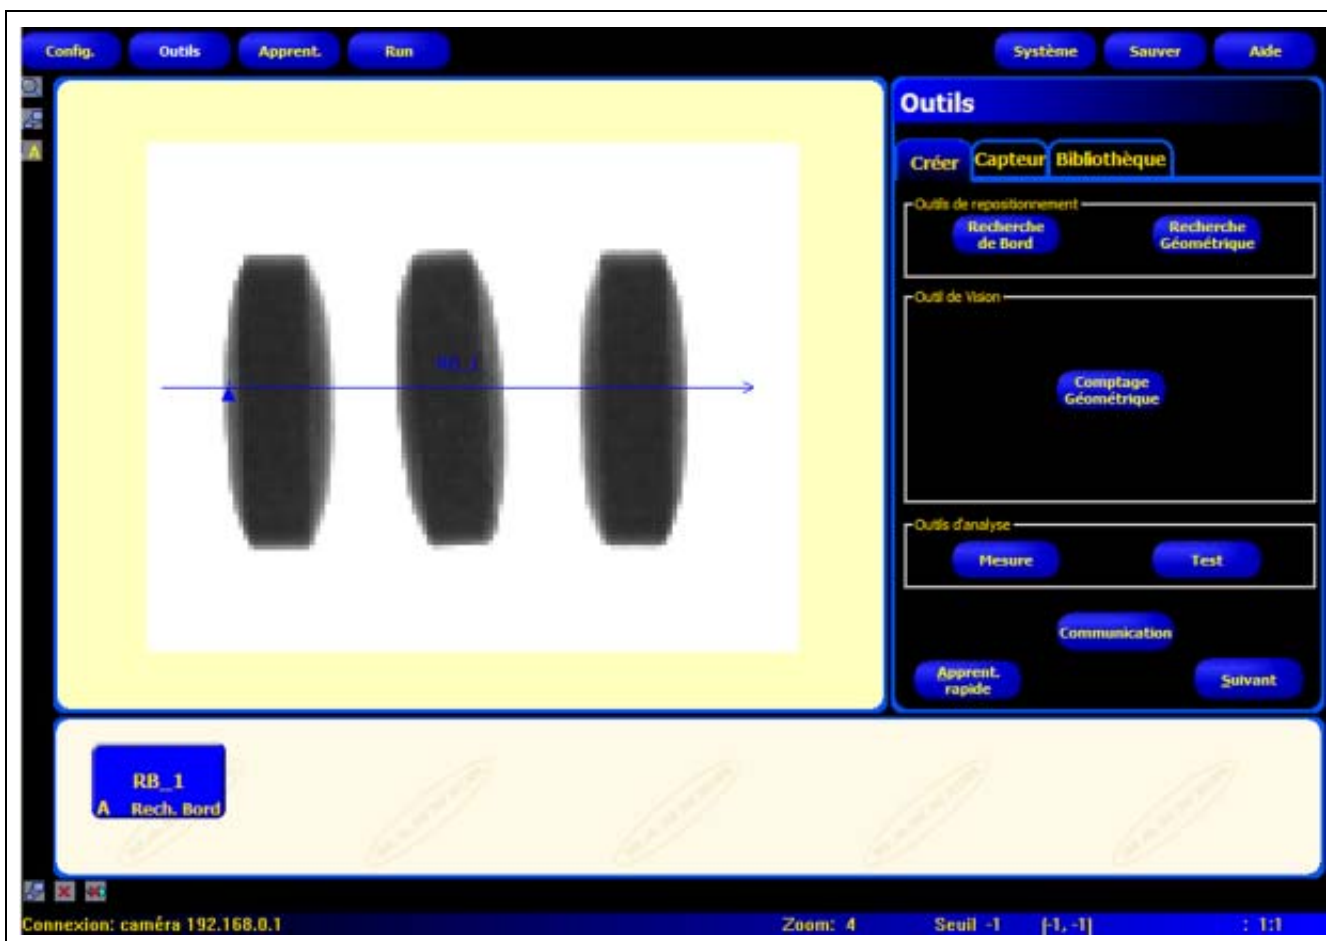 Config. Outils Apprent. Run Système Sauver Aide
A
Outils
Créer Capteur Bibliothèque
Outils de repositionnement
Recherche de Bord
Recherche Géométrique
Outil de Vision
Comptage Géométrique
Outils d'analyse
Mesure Test
Communication
Apprent. rapide
Suivant
RB_1
RB_1
A Rech. Bord
Connexion: caméra 192.168.0.1 Zoom: 4 Seuil -1 [-1, -1] : 1:1